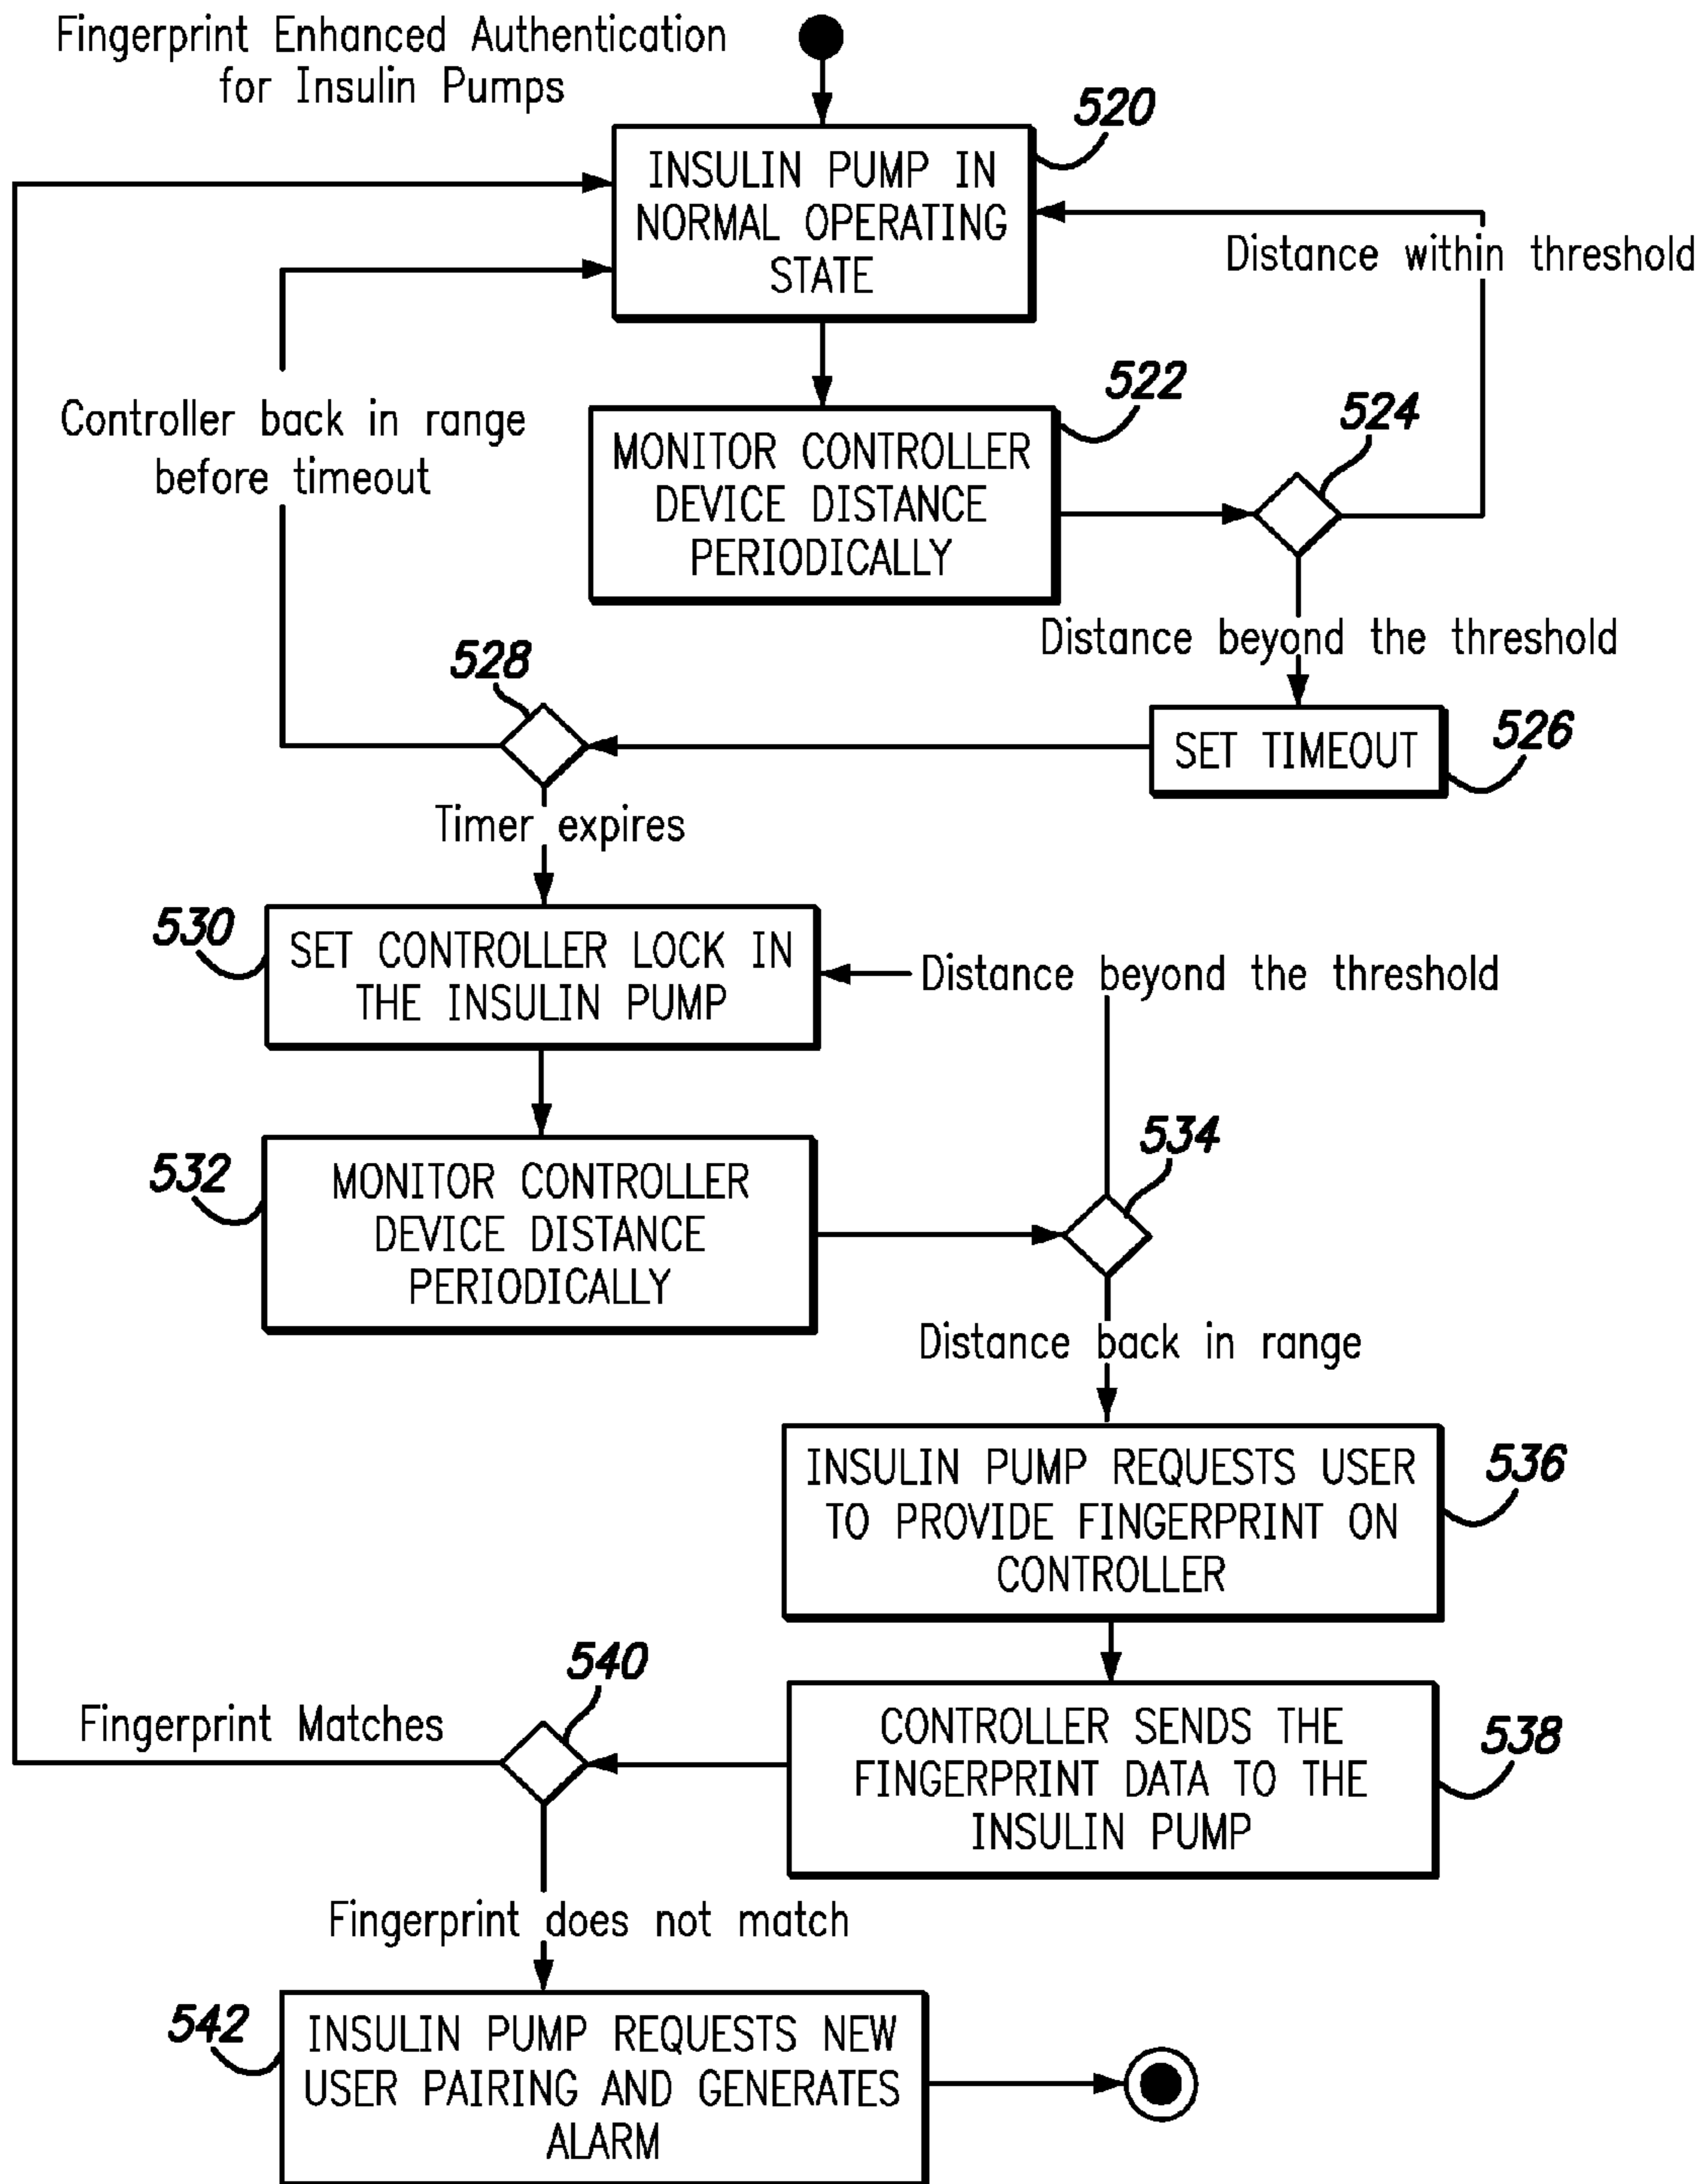 Fingerprint Enhanced Authentication
for Insulin Pumps
520
INSULIN PUMP IN
NORMAL OPERATING
STATE
Distance within threshold
522
524
Controller back in range
before timeout
MONITOR CONTROLLER
DEVICE DISTANCE
PERIODICALLY
Distance beyond the threshold
528
526
SET TIMEOUT
Timer expires
530
SET CONTROLLER LOCK IN
THE INSULIN PUMP
Distance beyond the threshold
534
532
MONITOR CONTROLLER
DEVICE DISTANCE
PERIODICALLY
Distance back in range
INSULIN PUMP REQUESTS USER
TO PROVIDE FINGERPRINT ON
CONTROLLER
536
540
Fingerprint Matches
CONTROLLER SENDS THE
FINGERPRINT DATA TO THE
INSULIN PUMP
538
Fingerprint does not match
542
INSULIN PUMP REQUESTS NEW
USER PAIRING AND GENERATES
ALARM